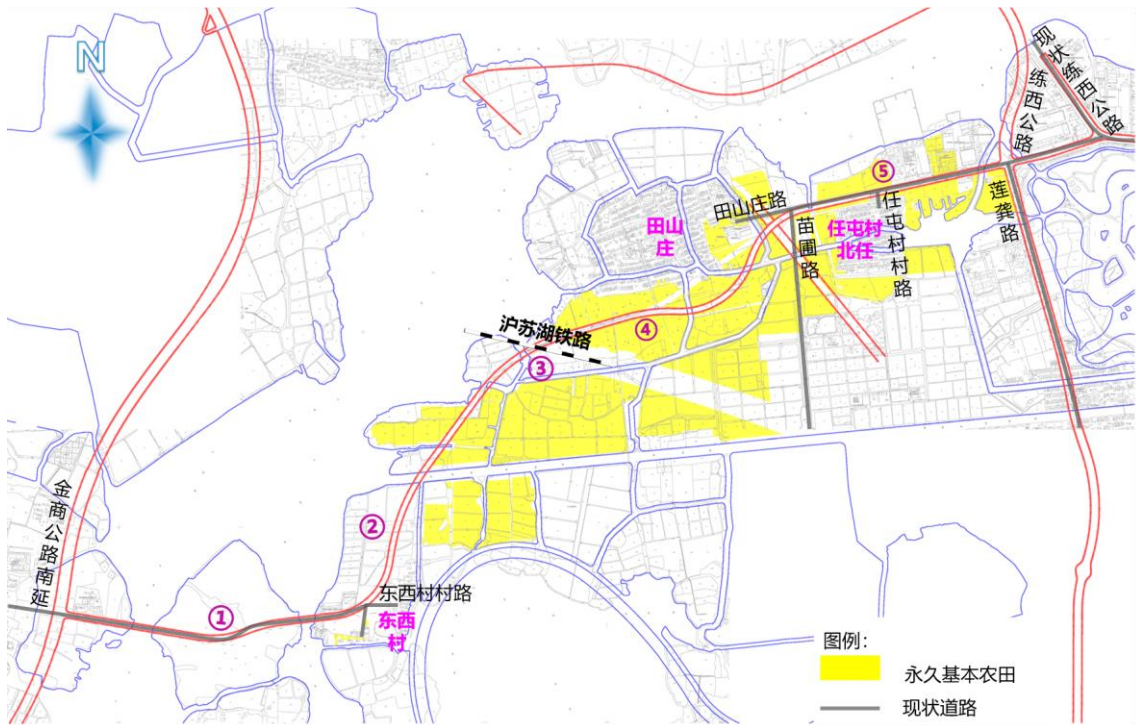 N
现状练西公路
练西公路
⑤
田山庄路
莲龚路
苗圃路
任屯村村路
田山
庄
任屯村
北任
沪苏湖铁路
④
③
金商公路南延
②
东西村村路
①
东西
村
图例：
永久基本农田
现状道路